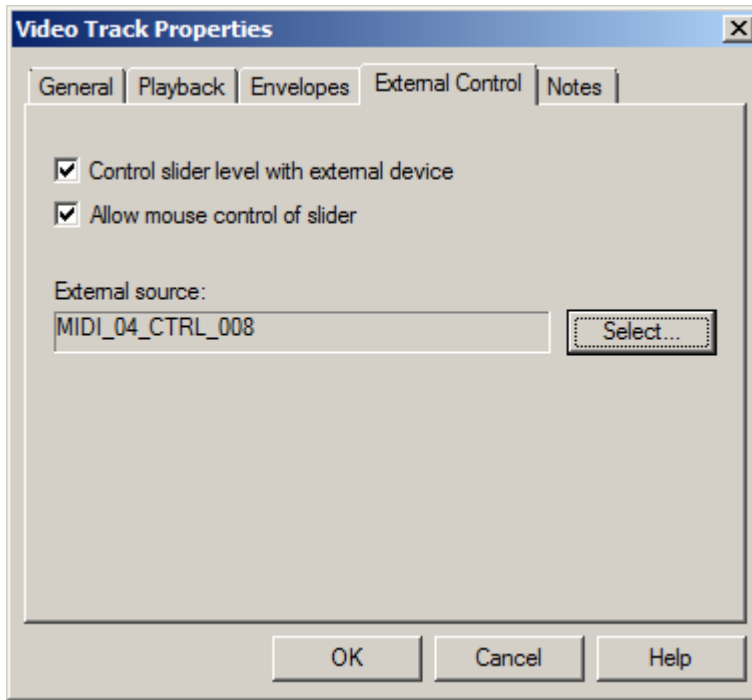 Video Track Properties
General Playback Envelopes External Control Notes
Control slider level with external device
Allow mouse control of slider
External source:
MIDI_04_CTRL_008 Select...
OK Cancel Help